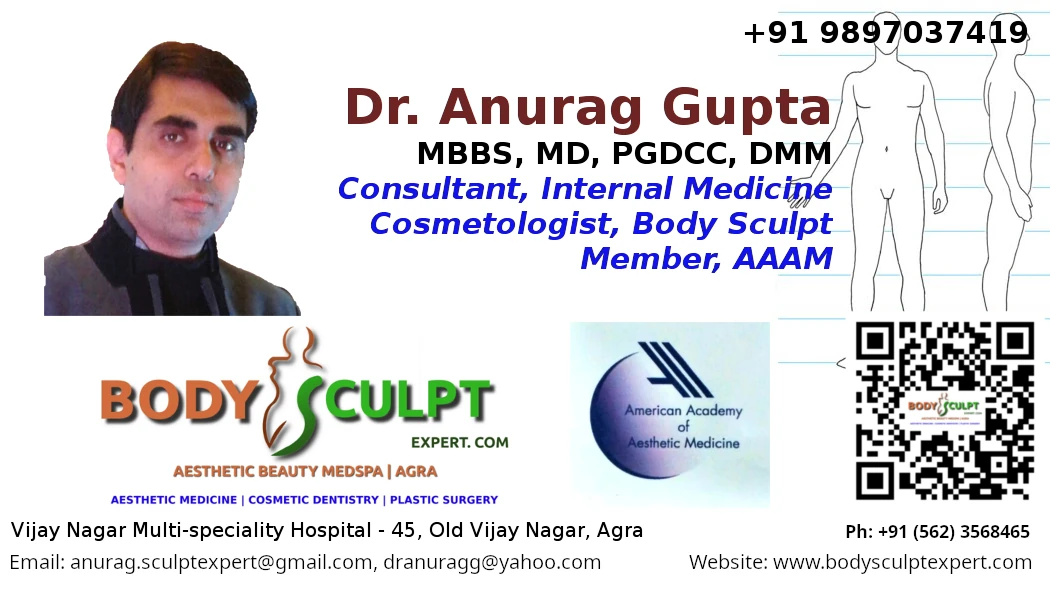 +91 9897037419
Dr. Anurag Gupta
MBBS, MD, PGDCC, DMM
Consultant, Internal Medicine
Cosmetologist, Body Sculpt
Member, AAAM
BODY SCULPT
EXPERT. COM
AESTHETIC BEAUTY MEDSPA | AGRA
AESTHETIC MEDICINE | COSMETIC DENTISTRY | PLASTIC SURGERY
American Academy
of
Aesthetic Medicine
BODY SCULPT
Vijay Nagar Multi-speciality Hospital - 45, Old Vijay Nagar, Agra
Ph: +91 (562) 3568465
Email: anurag.sculptexpert@gmail.com, dranuragg@yahoo.com
Website: www.bodysculptexpert.com